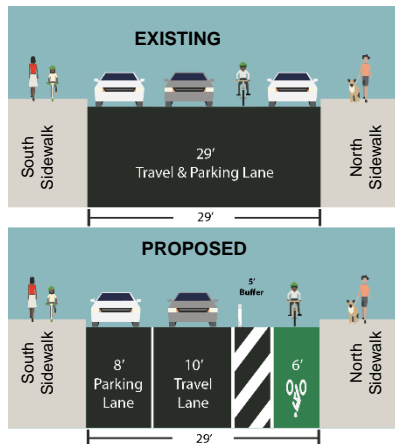 EXISTING
South
Sidewalk
29’
Travel & Parking Lane
North
Sidewalk
29’
PROPOSED
South
Sidewalk
8’
Parking
Lane
10’
Travel
Lane
5’
Buffer
6’
North
Sidewalk
29’